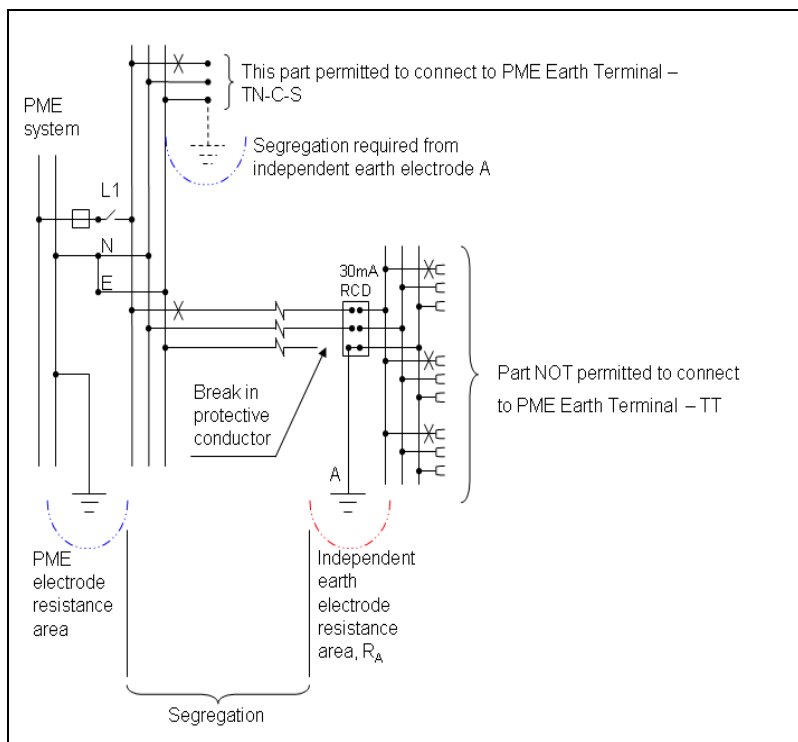 This part permitted to connect to PME Earth Terminal –
TN-C-S
PME
system
Segregation required from
independent earth electrode A
L1
N
E
30mA
RCD
Break in
protective
conductor
Part NOT permitted to connect
to PME Earth Terminal – TT
A
PME
electrode
resistance
area
Independent
earth
electrode
resistance
area, RA
Segregation